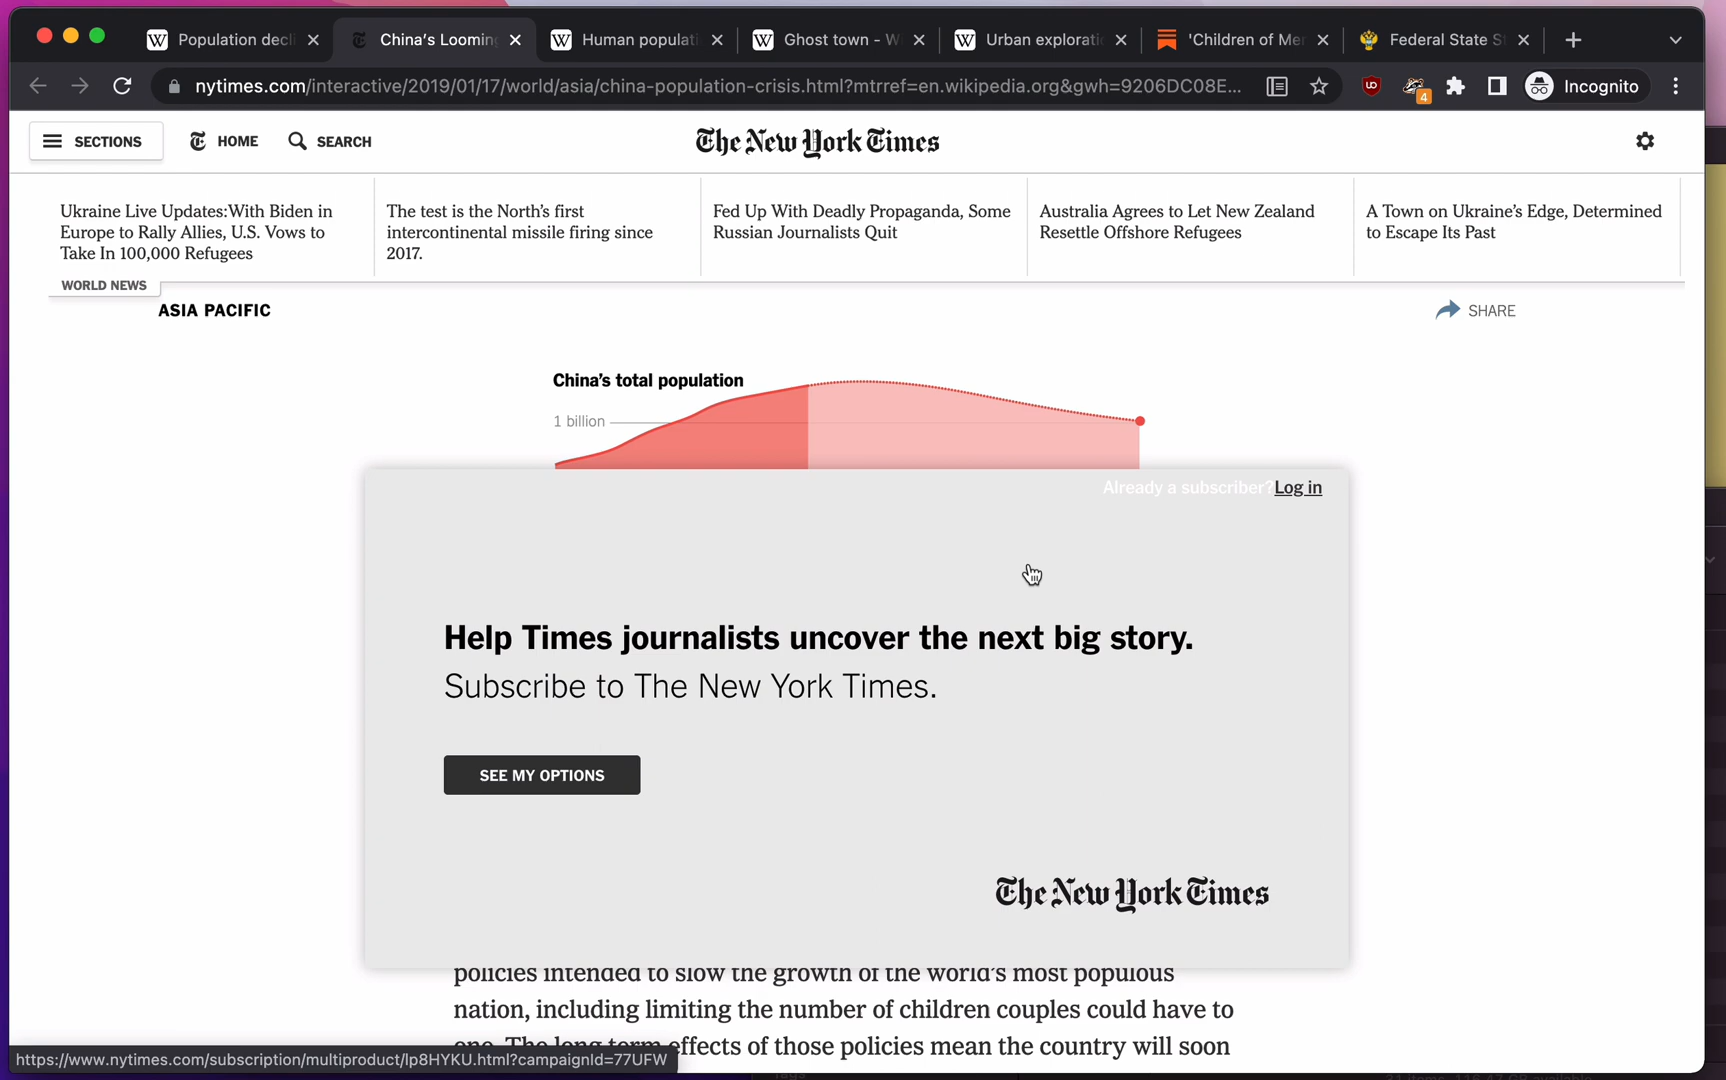 Population decli
China's Looming
Human populati
Ghost town - W
Urban explorati
'Children of Men
Federal State S
nytimes.com/interactive/2019/01/17/world/asia/china-population-crisis.html?mtrref=en.wikipedia.org&gwh=9206DC08E...
4
Incognito
SECTIONS
HOME
SEARCH
The New York Times
Ukraine Live Updates:With Biden in
Europe to Rally Allies, U.S. Vows to
Take In 100,000 Refugees
The test is the North's first
intercontinental missile firing since
2017.
Fed Up With Deadly Propaganda, Some
Russian Journalists Quit
Australia Agrees to Let New Zealand
Resettle Offshore Refugees
A Town on Ukraine's Edge, Determined
to Escape Its Past
WORLD NEWS
ASIA PACIFIC
SHARE
China's total population
1 billion
Already a subscriber? Log in
Help Times journalists uncover the next big story.
Subscribe to The New York Times.
SEE MY OPTIONS
The New York Times
policies intended to slow the growth of the world's most populous
nation, including limiting the number of children couples could have to
one. The long term effects of those policies mean the country will soon
https://www.nytimes.com/subscription/multiproduct/lp8HYKU.html?campaignId=77UFW